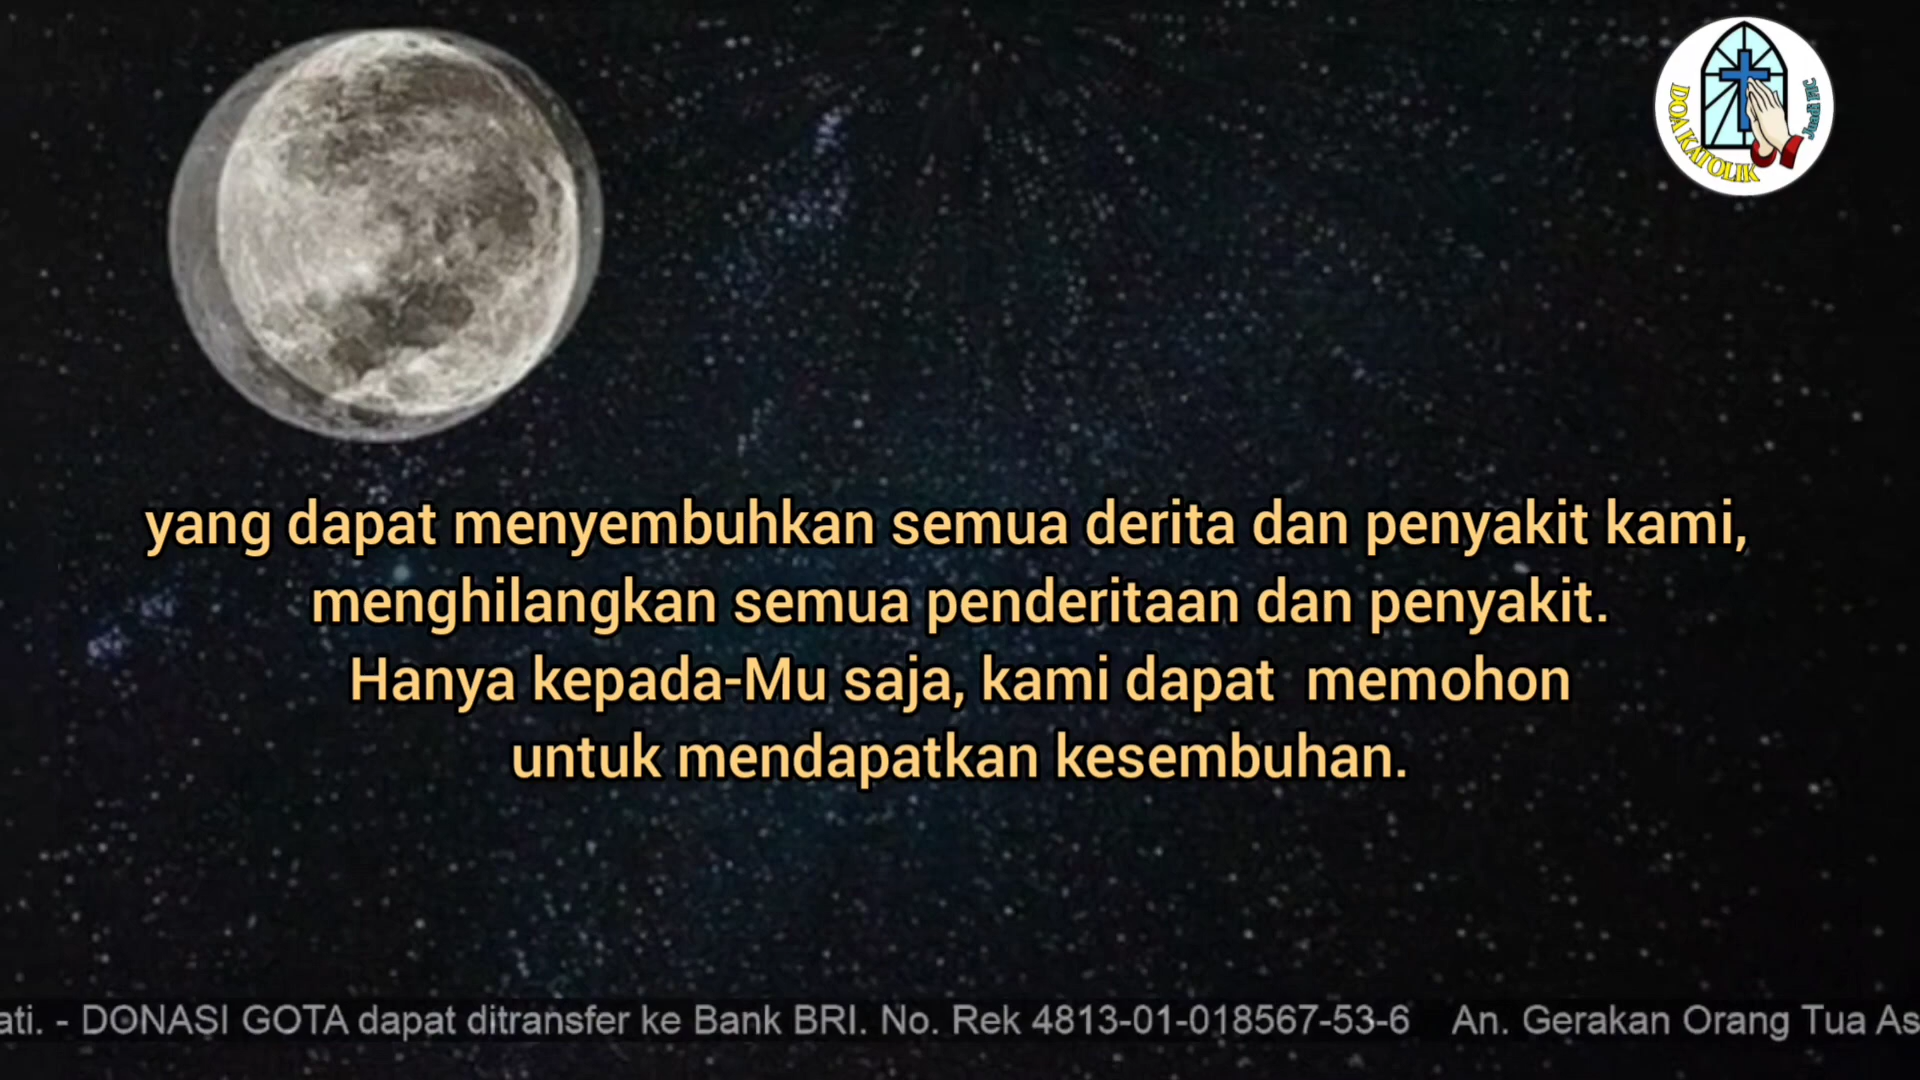 DOA KATOLIK
yang dapat menyembuhkan semua derita dan penyakit kami,
menghilangkan semua penderitaan dan penyakit.
Hanya kepada-Mu saja, kami dapat  memohon
untuk mendapatkan kesembuhan.
ati. - DONASI GOTA dapat ditransfer ke Bank BRI. No. Rek 4813-01-018567-53-6    An. Gerakan Orang Tua As